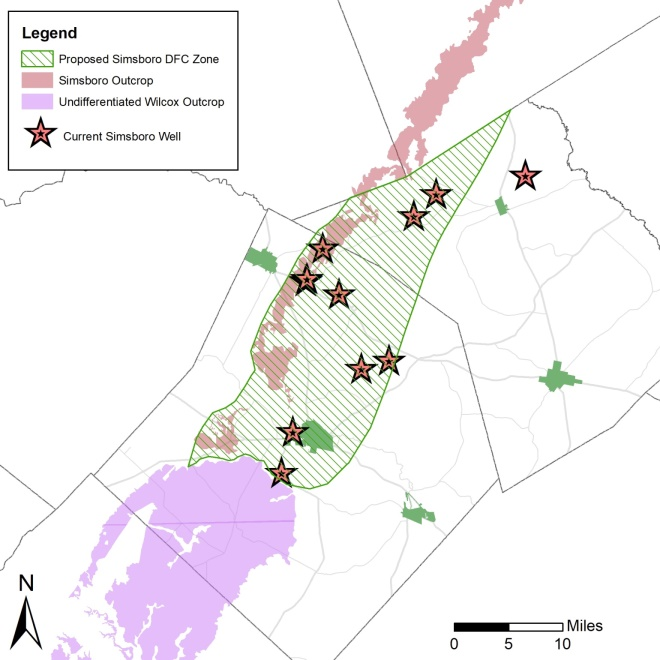 Legend
Proposed Simsboro DFC Zone
Simsboro Outcrop
Undifferentiated Wilcox Outcrop
Current Simsboro Well
N
Miles
0 5 10